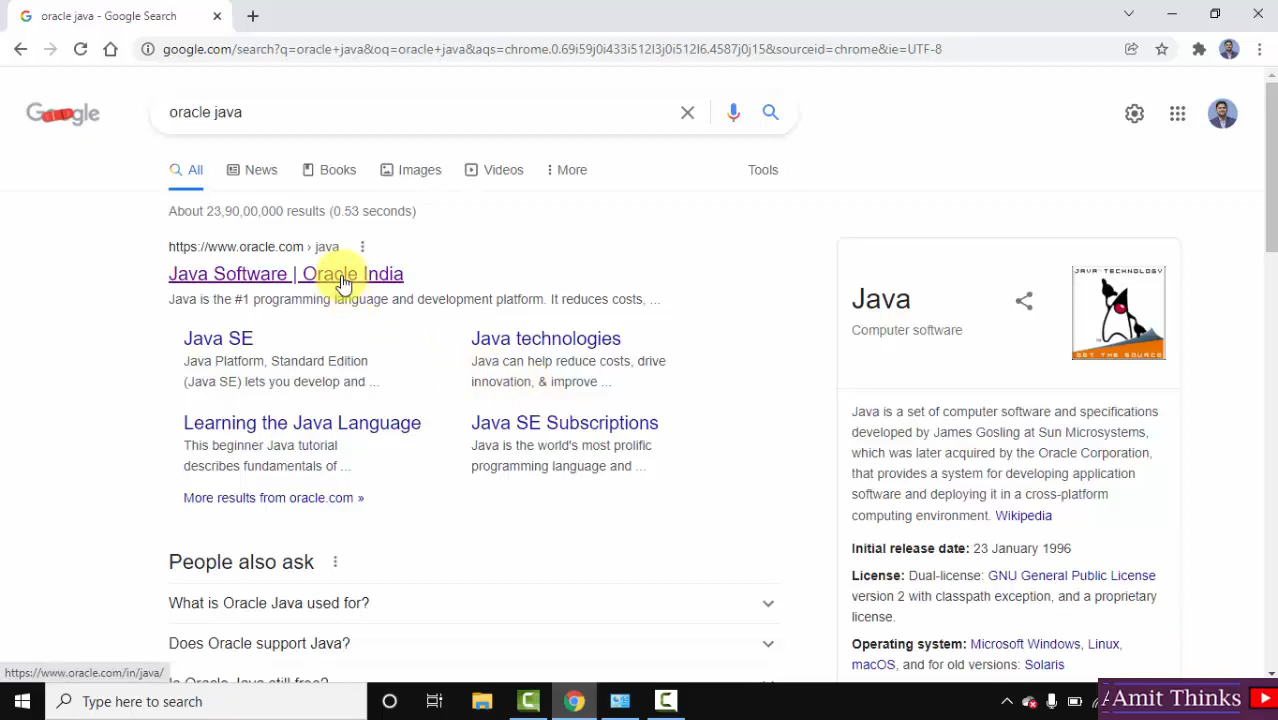 oracle java - Google Search
google.com/search?q=oracle+java&oq=oracle+java&aqs=chrome.0.69i59j0i433i512l3j0i512l6.4587j0j15&sourceid=chrome&ie=UTF-8
Google
oracle java
All
News
Books
Images
Videos
More
Tools
About 23,90,00,000 results (0.53 seconds)
https://www.oracle.com › java
Java Software | Oracle India
Java is the #1 programming language and development platform. It reduces costs, ...
Java SE
Java Platform, Standard Edition
(Java SE) lets you develop and ...
Java technologies
Java can help reduce costs, drive
innovation, & improve ...
Learning the Java Language
This beginner Java tutorial
describes fundamentals of ...
Java SE Subscriptions
Java is the world's most prolific
programming language and ...
More results from oracle.com »
People also ask
What is Oracle Java used for?
Does Oracle support Java?
Is Oracle Java still free?
Java
Computer software
JAVA TECHNOLOGY
GET THE SOURCE
Java is a set of computer software and specifications
developed by James Gosling at Sun Microsystems,
which was later acquired by the Oracle Corporation,
that provides a system for developing application
software and deploying it in a cross-platform
computing environment. Wikipedia
Initial release date: 23 January 1996
License: Dual-license: GNU General Public License
version 2 with classpath exception, and a proprietary
license.
Operating system: Microsoft Windows, Linux,
macOS, and for old versions: Solaris
https://www.oracle.com/in/java/
Type here to search
Amit Thinks